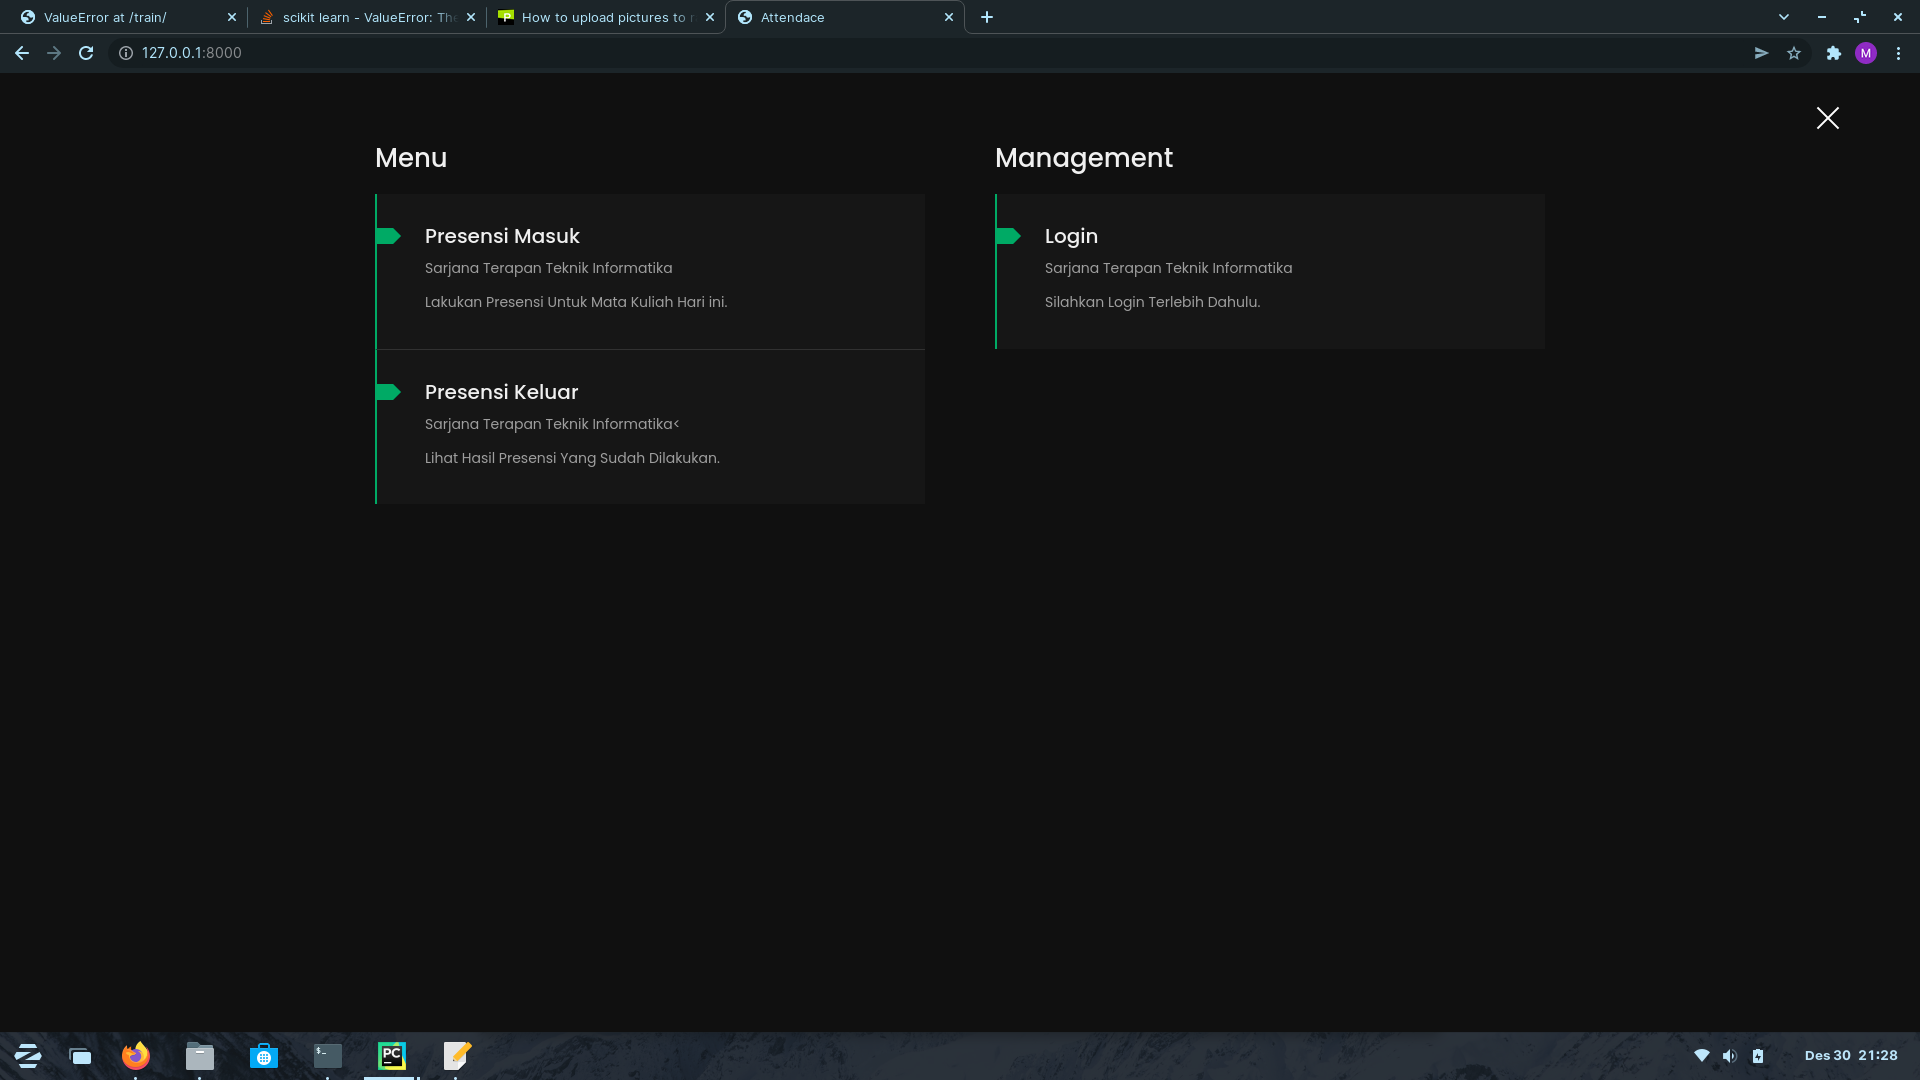 ValueError at /train/
scikit learn - ValueError: The
How to upload pictures to
Attendace
127.0.0.1:8000
M
Menu
Management
Presensi Masuk
Sarjana Terapan Teknik Informatika
Lakukan Presensi Untuk Mata Kuliah Hari ini.
Login
Sarjana Terapan Teknik Informatika
Silahkan Login Terlebih Dahulu.
Presensi Keluar
Sarjana Terapan Teknik Informatika<
Lihat Hasil Presensi Yang Sudah Dilakukan.
$-
PC
Des 30 21:28